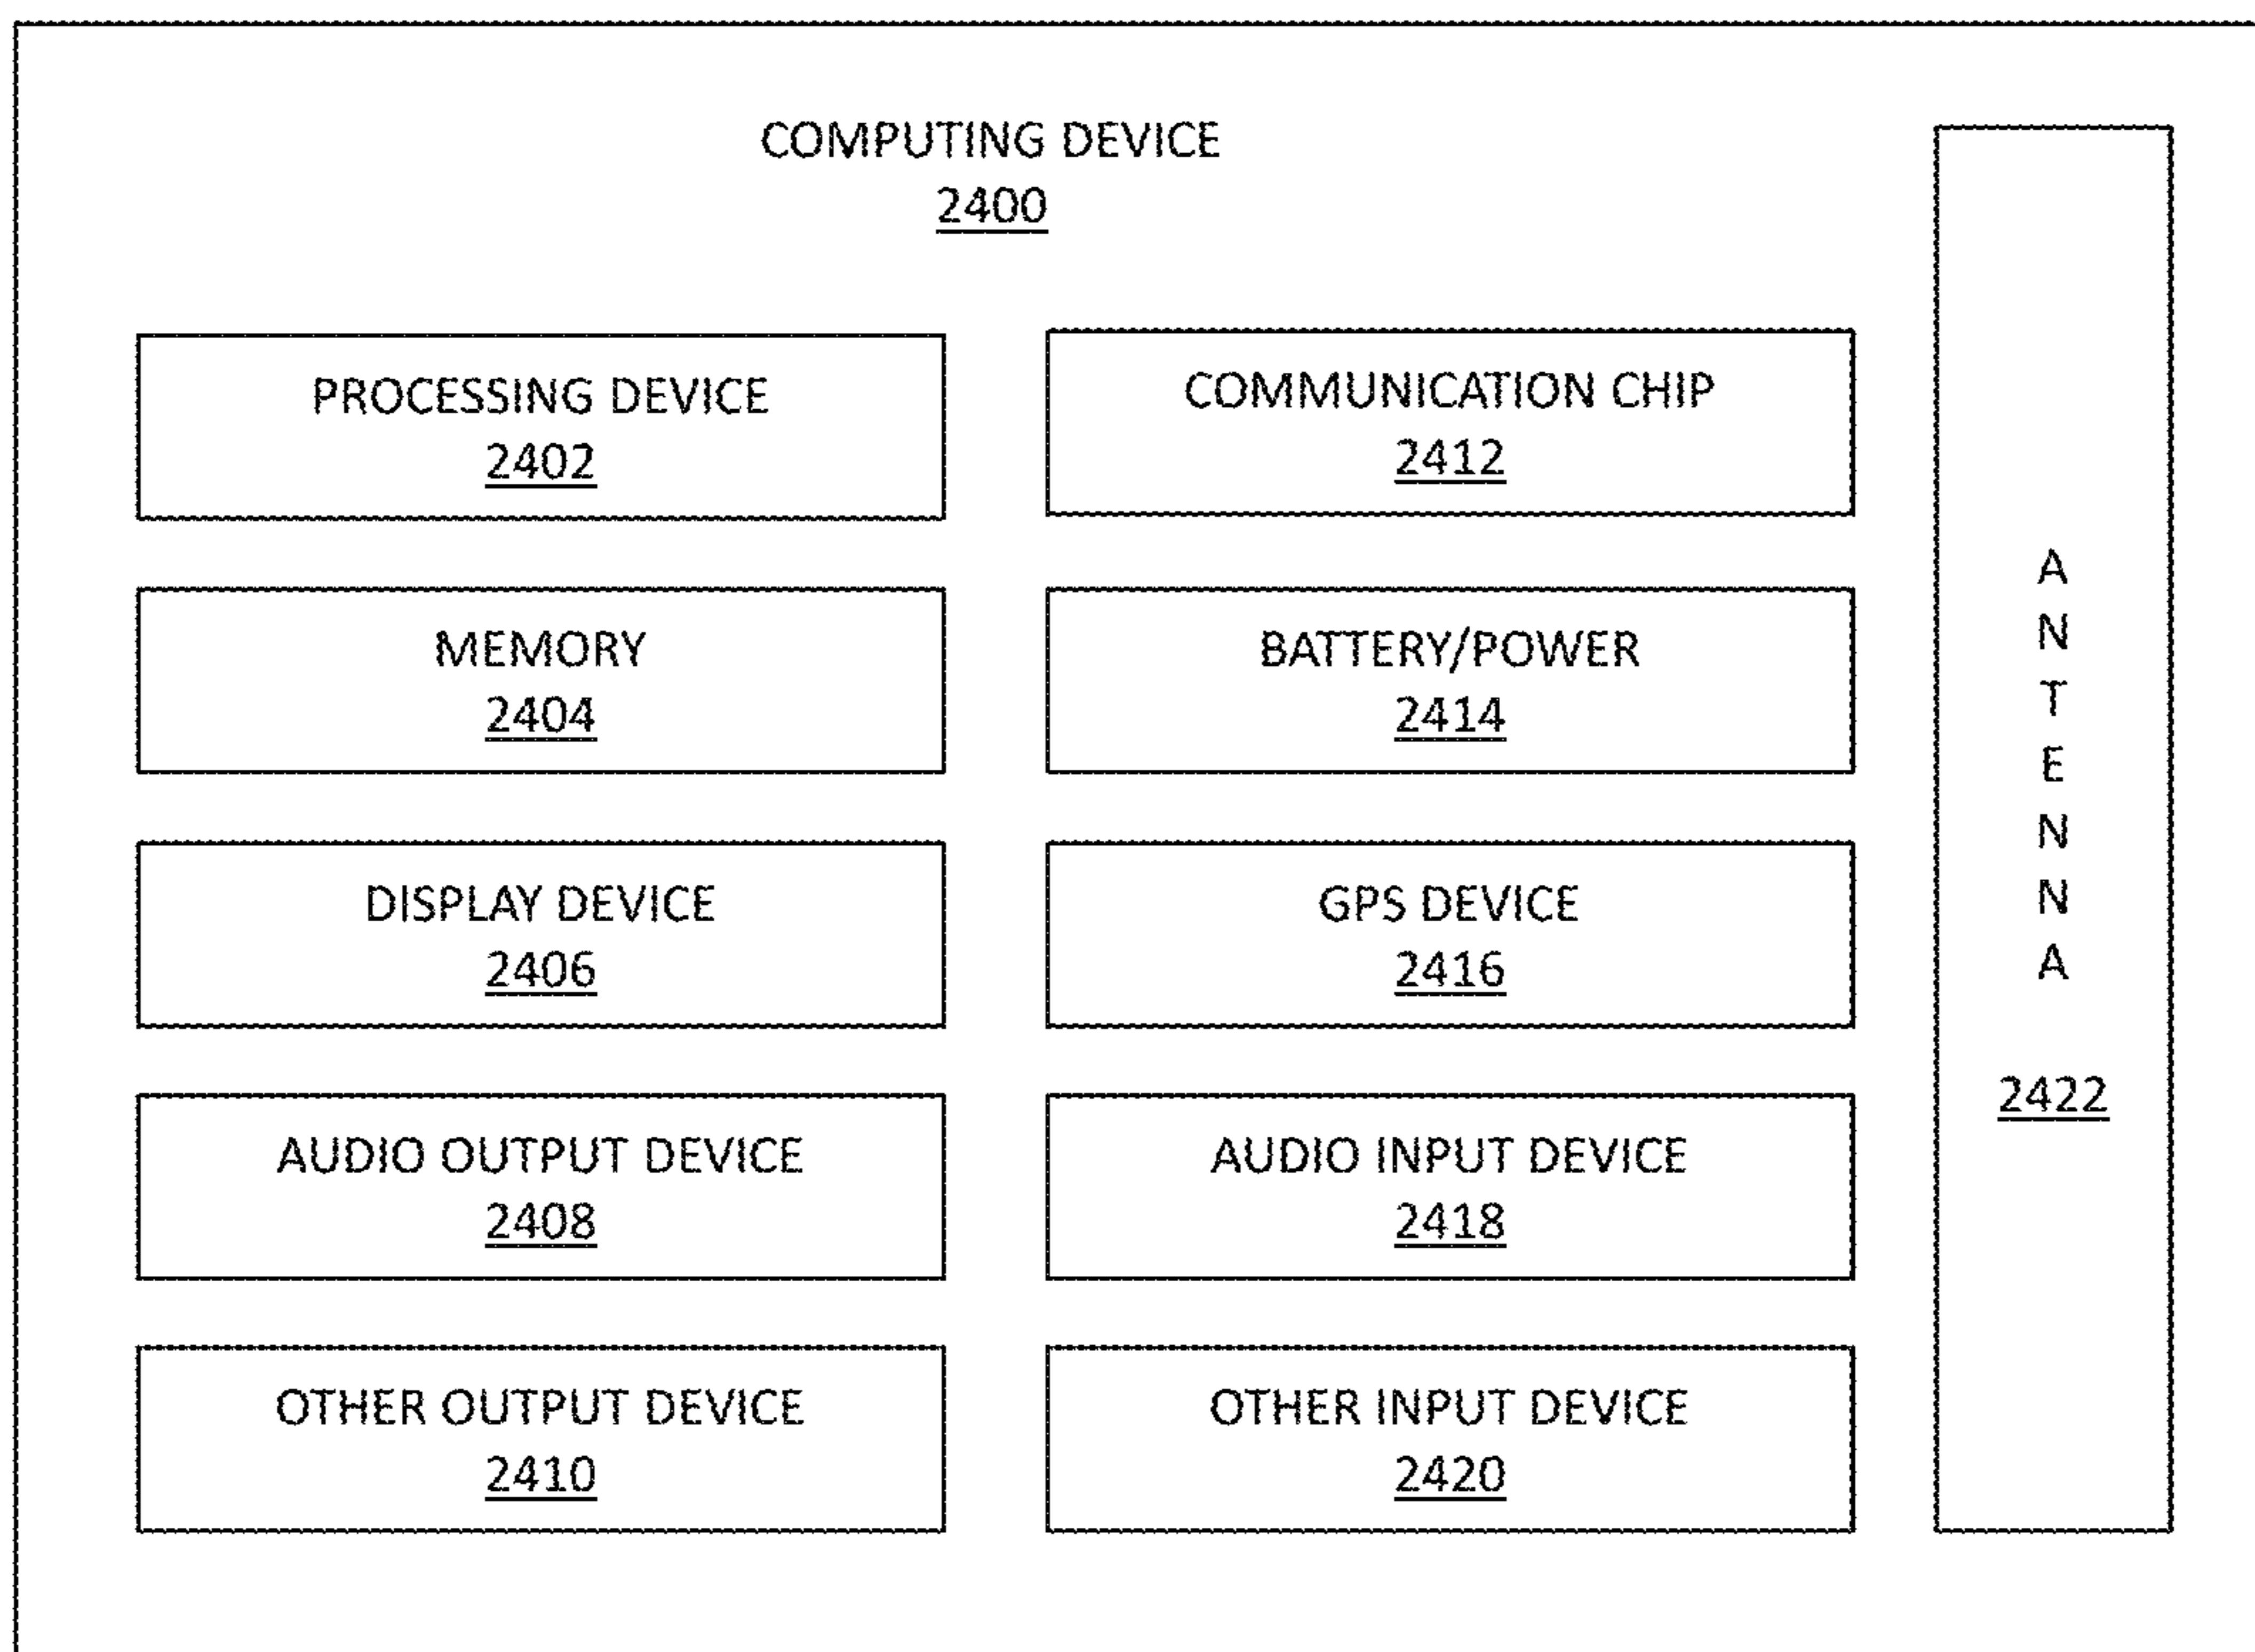 COMPUTING DEVICE
2400
PROCESSING DEVICE
2402
COMMUNICATION CHIP
2412
MEMORY
2404
BATTERY/POWER
2414
DISPLAY DEVICE
2406
GPS DEVICE
2416
AUDIO OUTPUT DEVICE
2408
AUDIO INPUT DEVICE
2418
OTHER OUTPUT DEVICE
2410
OTHER INPUT DEVICE
2420
ANTENNA
2422